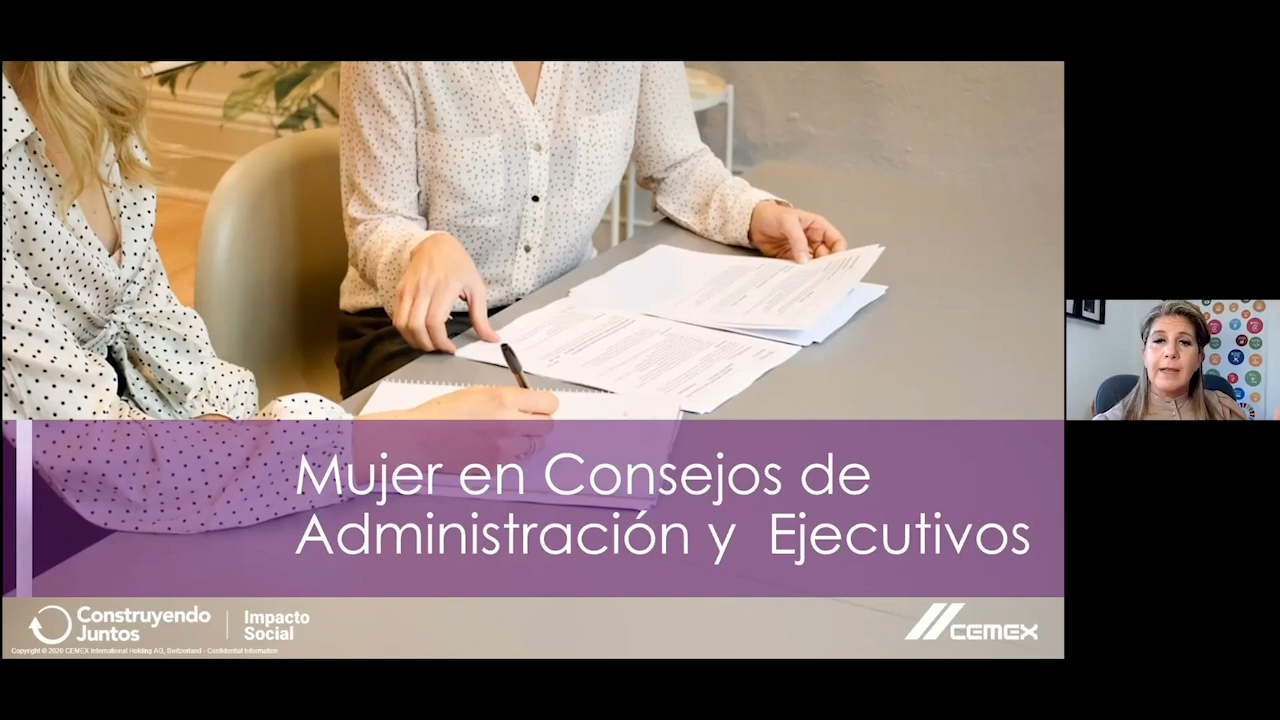 Mujer en Consejos de
Administración y Ejecutivos
Construyendo
Juntos
Impacto
Social
CEMEX
Copyright © 2020 CEMEX International Holding AG, Switzerland - Confidential Information